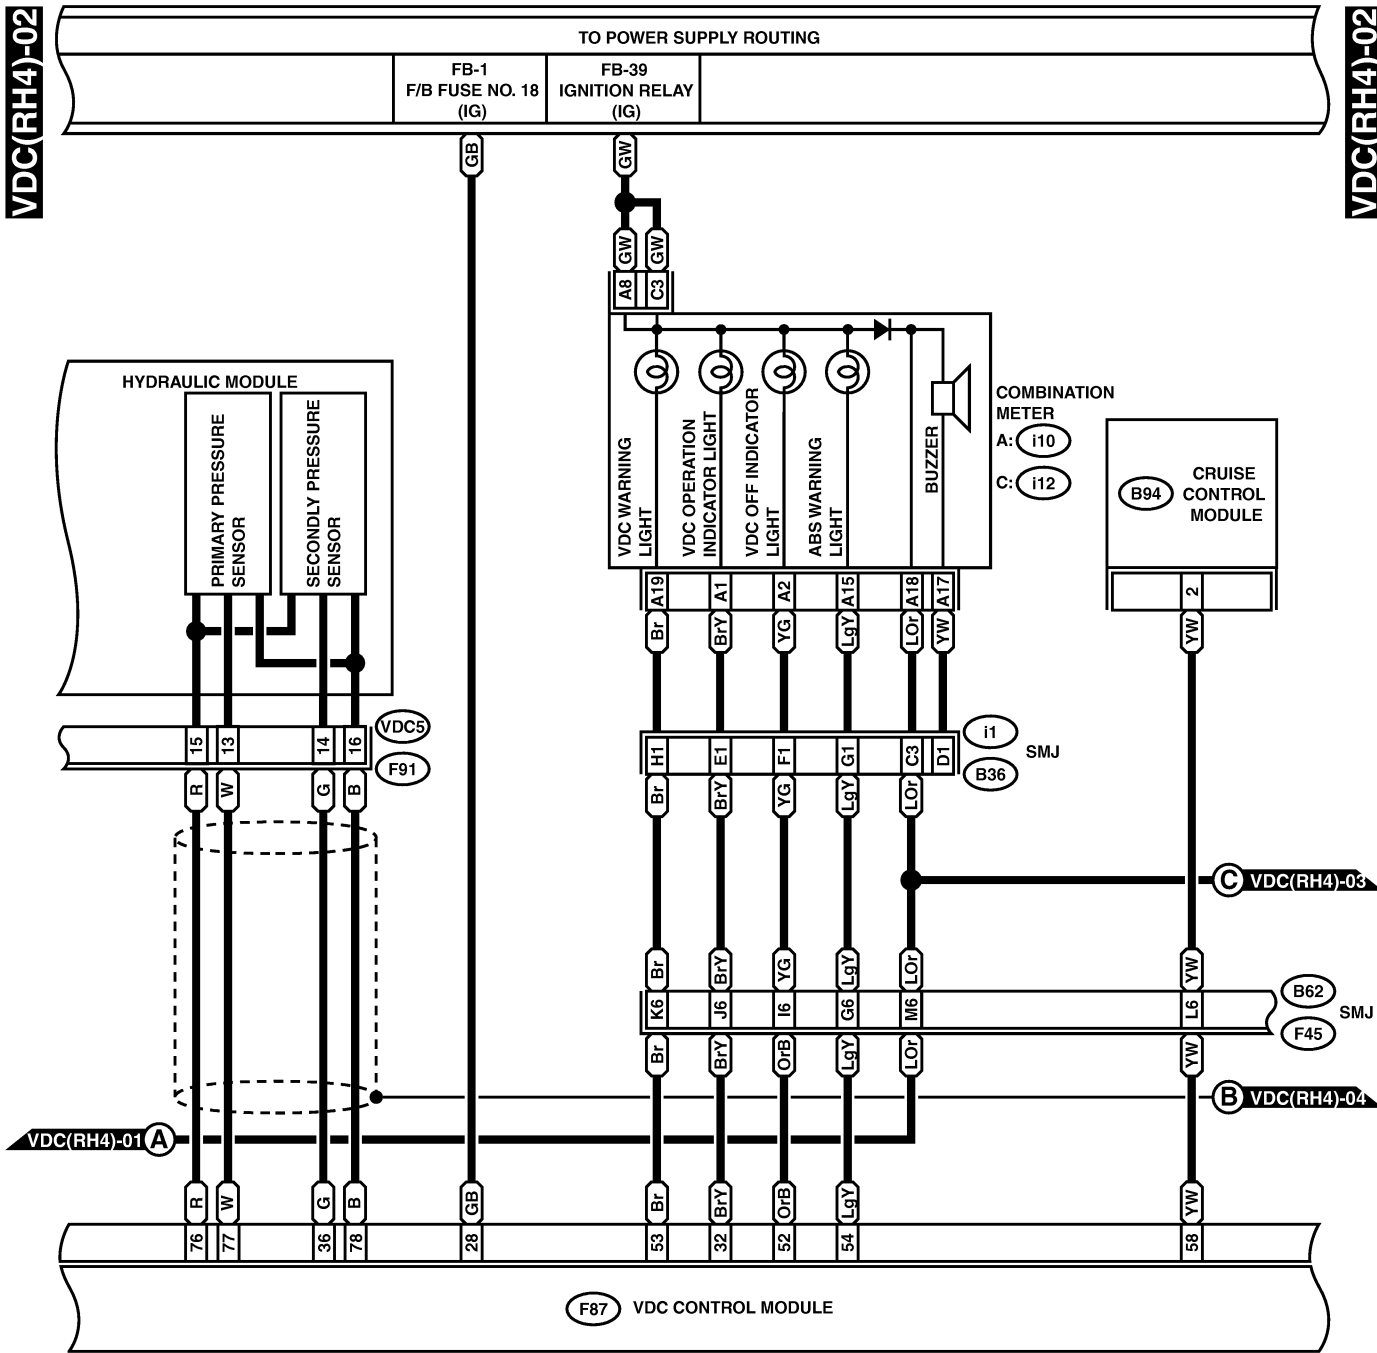 VDC(RH4)-02
VDC(RH4)-02
TO POWER SUPPLY ROUTING
FB-1
F/B FUSE NO. 18
(IG)
FB-39
IGNITION RELAY
(IG)
GB
GW
GW
GW
A8
C3
HYDRAULIC MODULE
PRIMARY PRESSURE
SENSOR
SECONDLY PRESSURE
SENSOR
VDC WARNING
LIGHT
VDC OPERATION
INDICATOR LIGHT
VDC OFF INDICATOR
LIGHT
ABS WARNING
LIGHT
BUZZER
COMBINATION
METER
A: i10
C: i12
B94
CRUISE
CONTROL
MODULE
A19
A1
A2
A15
A18
A17
2
Br
BrY
YG
LgY
LOr
YW
YW
15
13
14
16
VDC5
F91
H1
E1
F1
G1
C3
D1
i1
B36
SMJ
R
W
G
B
Br
BrY
YG
LgY
LOr
C
VDC(RH4)-03
Br
BrY
YG
LgY
LOr
YW
K6
J6
I6
G6
M6
L6
B62
F45
SMJ
Br
BrY
OrB
LgY
LOr
YW
B
VDC(RH4)-04
VDC(RH4)-01
A
R
W
G
B
GB
Br
BrY
OrB
LgY
YW
76
77
36
78
28
53
32
52
54
58
F87
VDC CONTROL MODULE